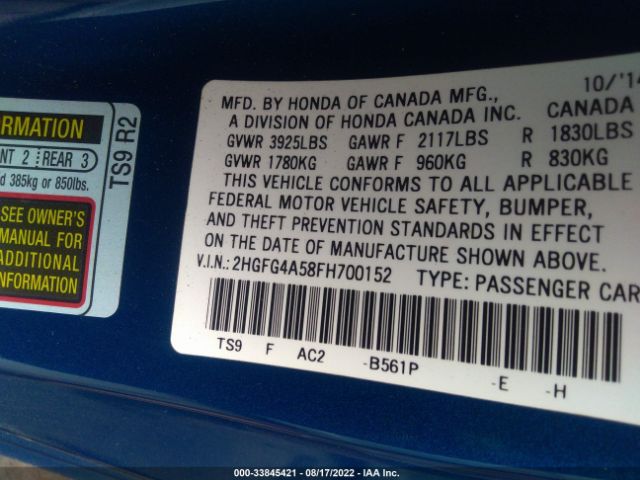 ORMATION
NT 2 REAR 3
d 385kg or 850lbs.
SEE OWNER'S
MANUAL FOR
ADDITIONAL
INFORMATION
TS9 R2
10/'14
MFD. BY HONDA OF CANADA MFG.,
A DIVISION OF HONDA CANADA INC. CANADA
GVWR 3925LBS GAWR F 2117LBS R 1830LBS
GVWR 1780KG GAWR F 960KG R 830KG
THIS VEHICLE CONFORMS TO ALL APPLICABLE
FEDERAL MOTOR VEHICLE SAFETY, BUMPER,
AND THEFT PREVENTION STANDARDS IN EFFECT
ON THE DATE OF MANUFACTURE SHOWN ABOVE.
V.I.N.: 2HGFG4A58FH700152 TYPE: PASSENGER CAR
TS9 F AC2 -B561P -E -H
000-33845421 - 08/17/2022 - IAA Inc.